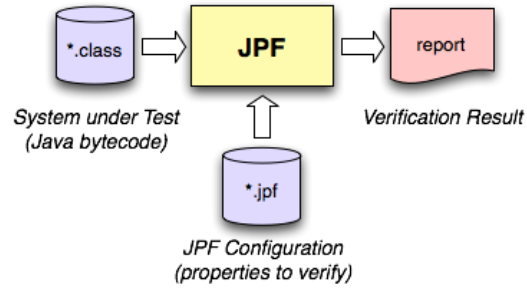 *.class
JPF
report
System under Test
(Java bytecode)
Verification Result
*.jpf
JPF Configuration
(properties to verify)